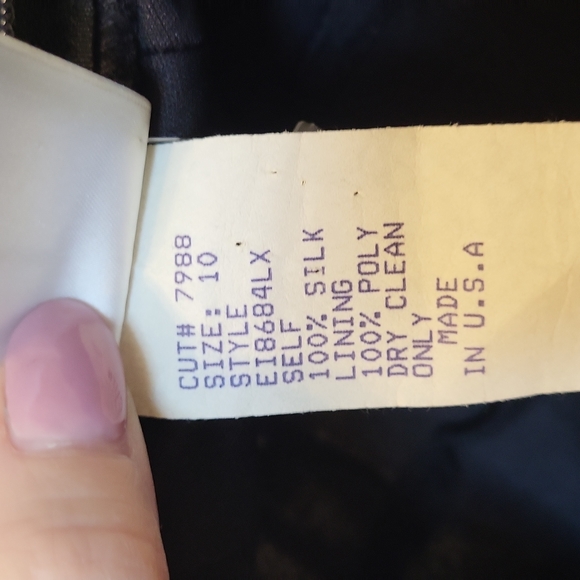 CUT# 7988
SIZE: 10
STYLE
EI8684LX
SELF
100% SILK
LINING
100% POLY
DRY CLEAN
ONLY
MADE
IN U.S.A